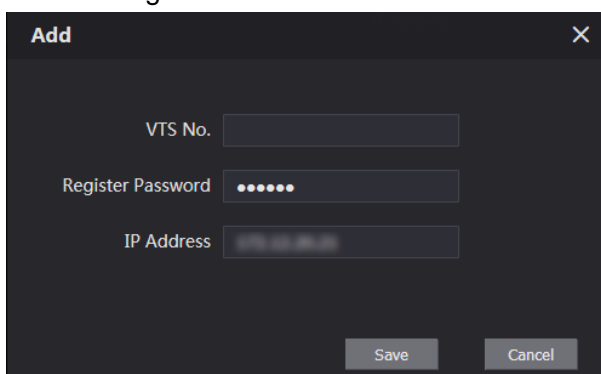 Add
VTS No.
Register Password ••••••
IP Address
Save Cancel